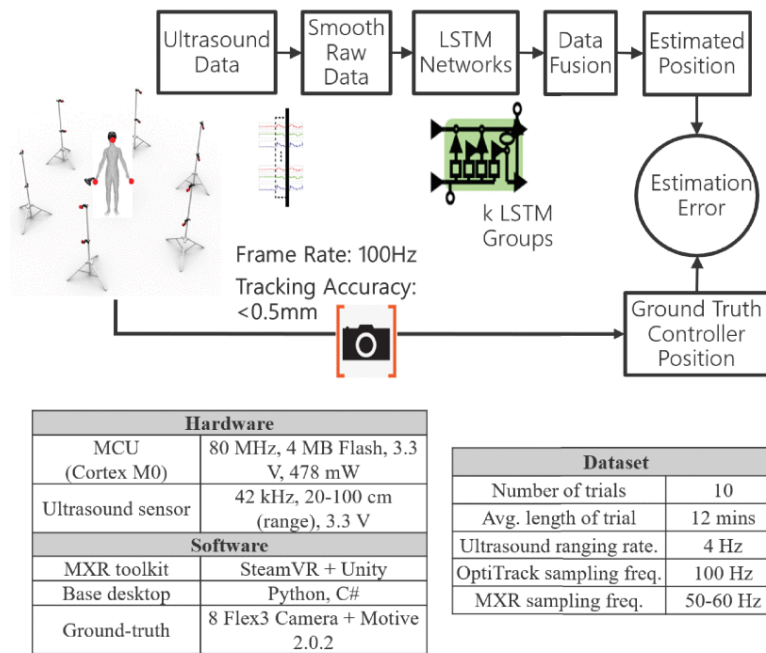 Ultrasound
Data
Smooth
Raw
Data
LSTM
Networks
Data
Fusion
Estimated
Position
k LSTM
Groups
Estimation
Error
Frame Rate: 100Hz
Tracking Accuracy:
<0.5mm
Ground Truth
Controller
Position
Hardware
MCU
(Cortex M0)
80 MHz, 4 MB Flash, 3.3
V, 478 mW
Ultrasound sensor
42 kHz, 20-100 cm
(range), 3.3 V
Software
MXR toolkit
SteamVR + Unity
Base desktop
Python, C#
Ground-truth
8 Flex3 Camera + Motive
2.0.2
Dataset
Number of trials
10
Avg. length of trial
12 mins
Ultrasound ranging rate.
4 Hz
OptiTrack sampling freq.
100 Hz
MXR sampling freq.
50-60 Hz